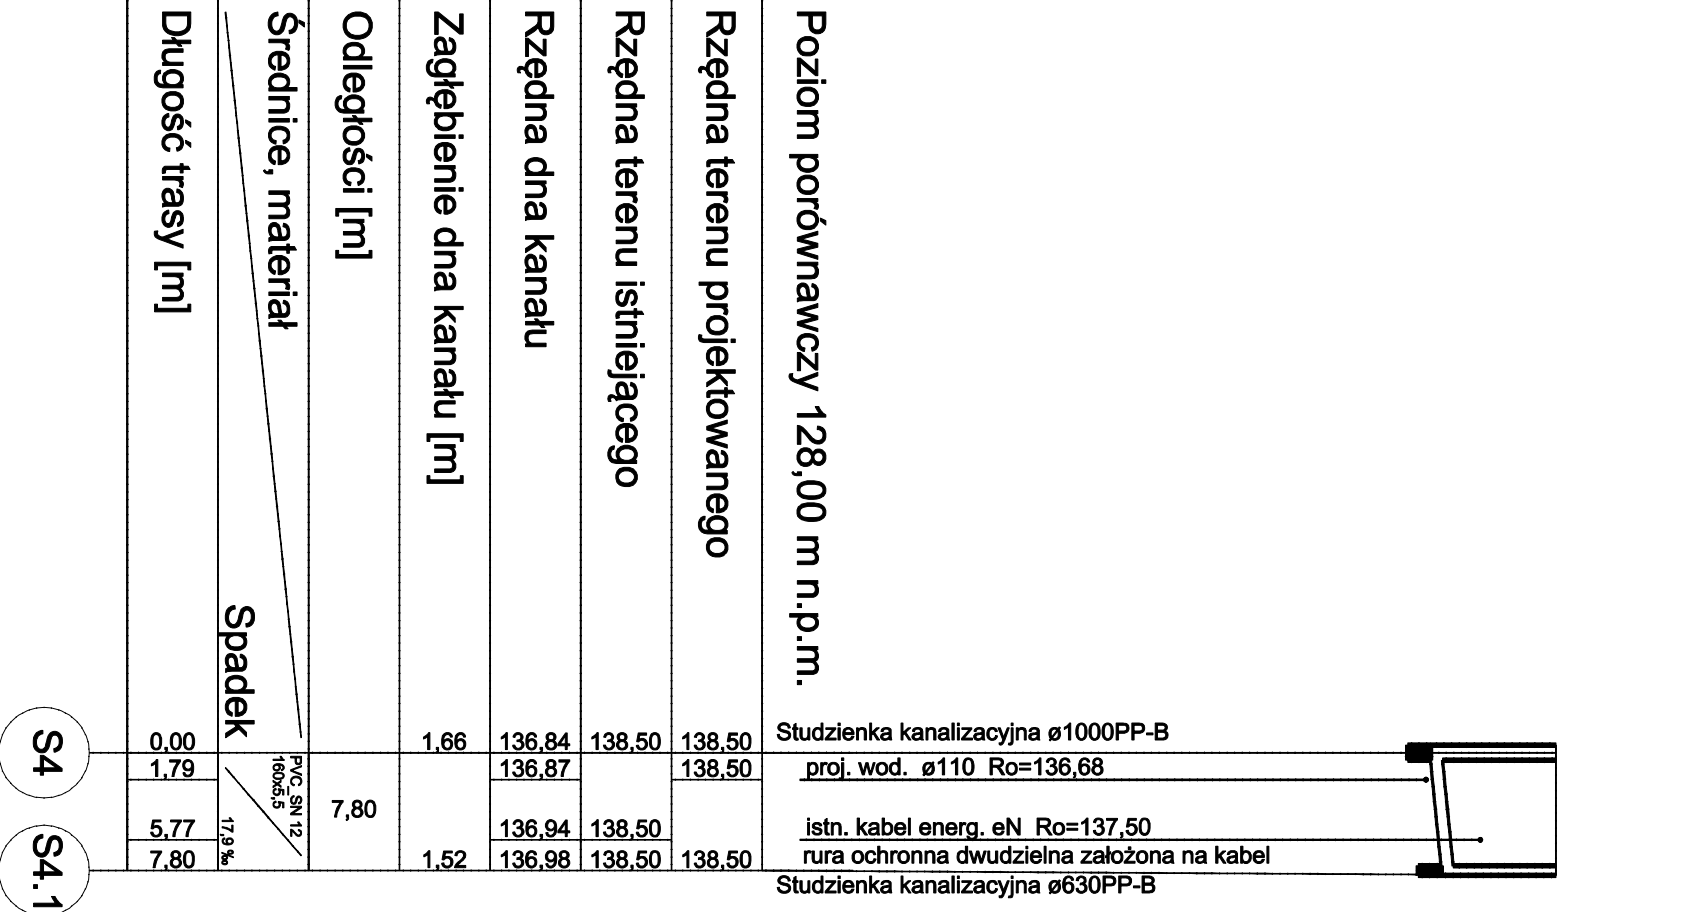 Poziom porównawczy 128,00 m n.p.m.
Rzędna terenu projektowanego
Rzędna terenu istniejącego
Rzędna dna kanału
Zagłębienie dna kanału [m]
Odległości [m]
Średnice, materiał
Spadek
Długość trasy [m]
Studzienka kanalizacyjna ø1000PP-B
0,00 1,66 136,84 138,50 138,50
proj. wod. ø110 Ro=136,68
1,79 136,87 138,50
PVC_SN 12
160x5,5
17,9 ‰
7,80
istn. kabel energ. eN Ro=137,50
5,77 136,94 138,50
rura ochronna dwudzielna założona na kabel
7,80 1,52 136,98 138,50 138,50
Studzienka kanalizacyjna ø630PP-B
S4
S4.1